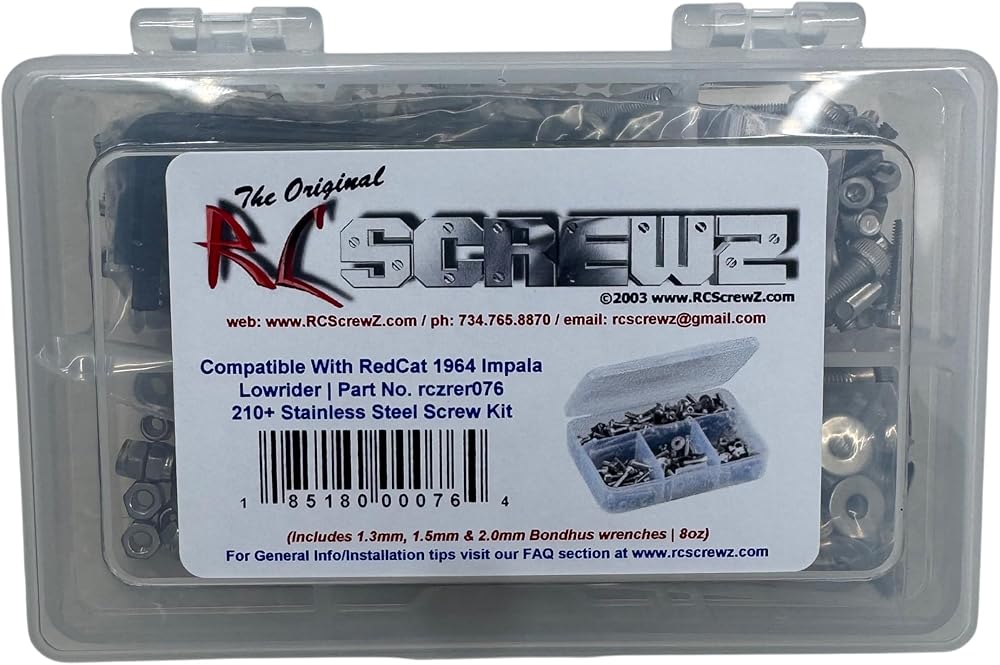 The Original
RC SCREWZ
©2003 www.RCScrewZ.com
web: www.RCScrewZ.com / ph: 734.765.8870 / email: rcscrewz@gmail.com
Compatible With RedCat 1964 Impala
Lowrider | Part No. rczrer076
210+ Stainless Steel Screw Kit
1 85180 00076 4
(Includes 1.3mm, 1.5mm & 2.0mm Bondhus wrenches | 8oz)
For General Info/Installation tips visit our FAQ section at www.rcscrewz.com